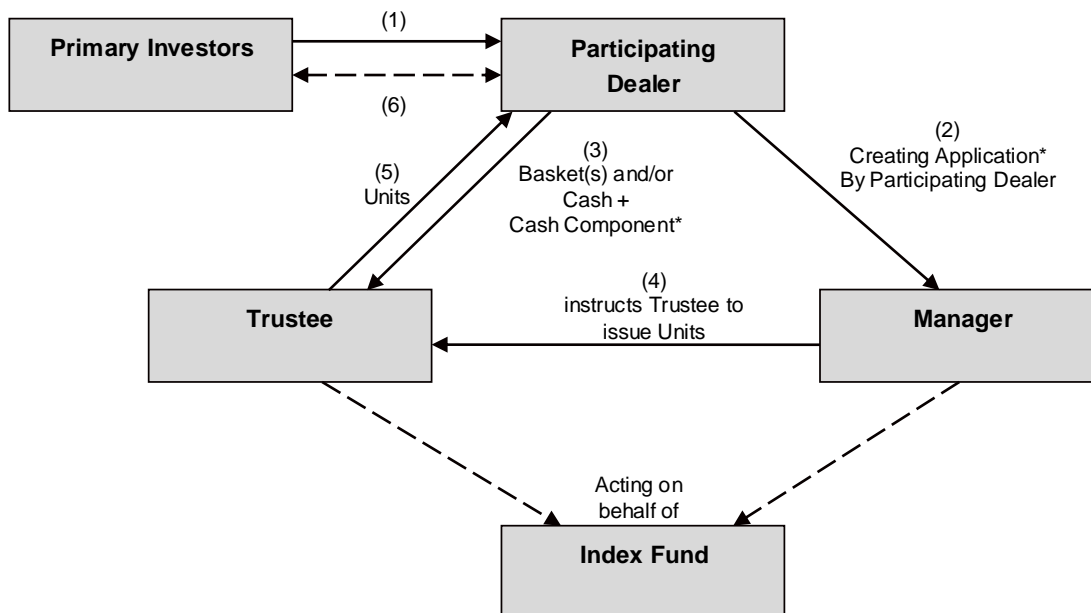 (1)
Primary Investors
Participating
Dealer
(6)
(2)
Creating Application*
By Participating Dealer
(3)
Basket(s) and/or
Cash +
Cash Component*
(5)
Units
(4)
instructs Trustee to
issue Units
Trustee
Manager
Acting on
behalf of
Index Fund